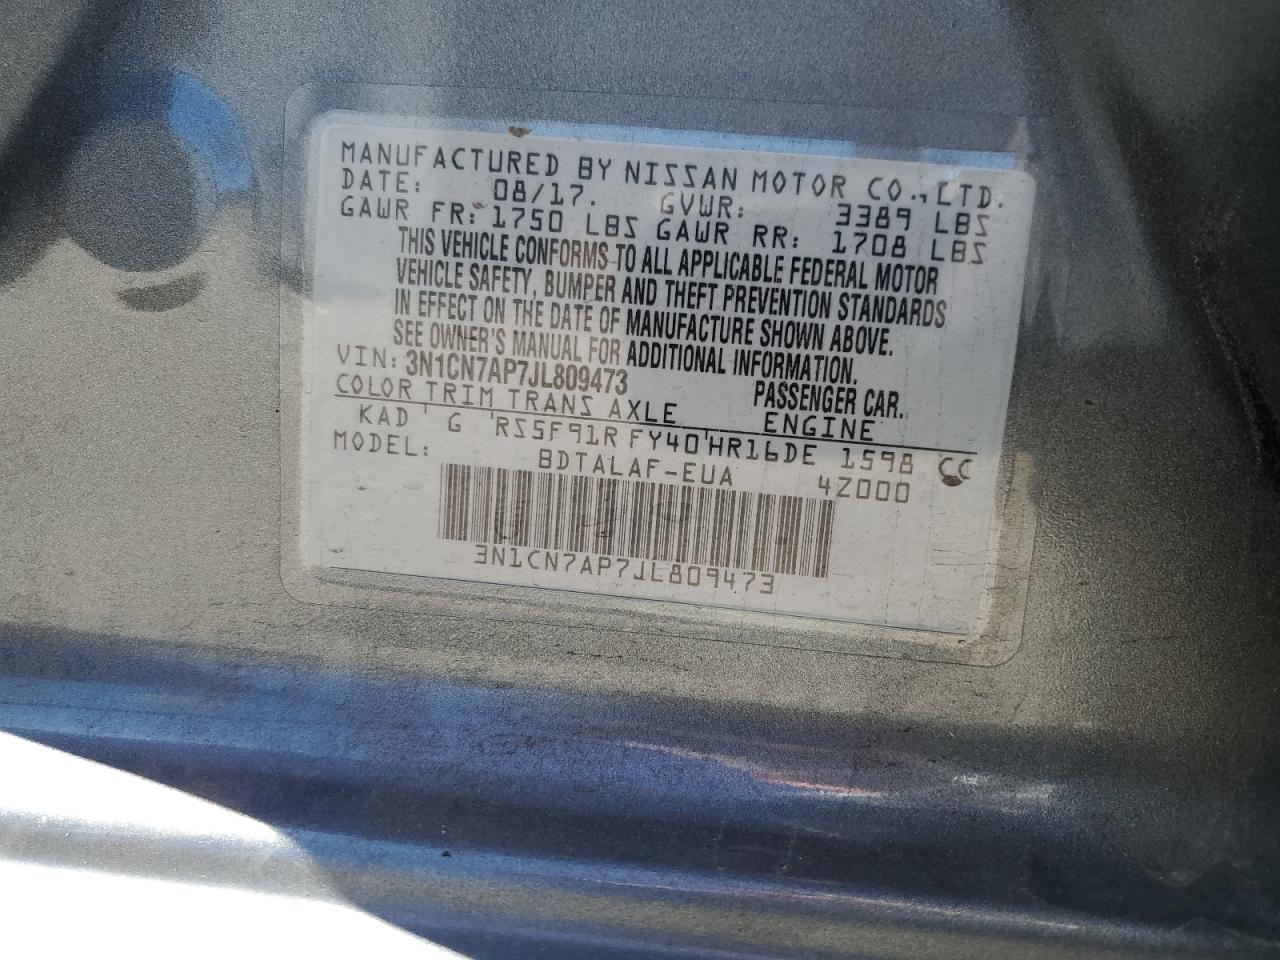 MANUFACTURED BY NISSAN MOTOR CO., LTD.
DATE: 08/17. GVWR: 3389 LBS
GAWR FR: 1750 LBS GAWR RR: 1708 LBS
THIS VEHICLE CONFORMS TO ALL APPLICABLE FEDERAL MOTOR
VEHICLE SAFETY, BUMPER AND THEFT PREVENTION STANDARDS
IN EFFECT ON THE DATE OF MANUFACTURE SHOWN ABOVE.
SEE OWNER'S MANUAL FOR ADDITIONAL INFORMATION.
VIN: 3N1CN7AP7JL809473 PASSENGER CAR.
COLOR TRIM TRANS AXLE ENGINE
KAD ' G 'RS5F91R FY40'HR16DE 1598 CC
MODEL: BDTALAF-EUA 4Z000
3N1CN7AP7JL809473